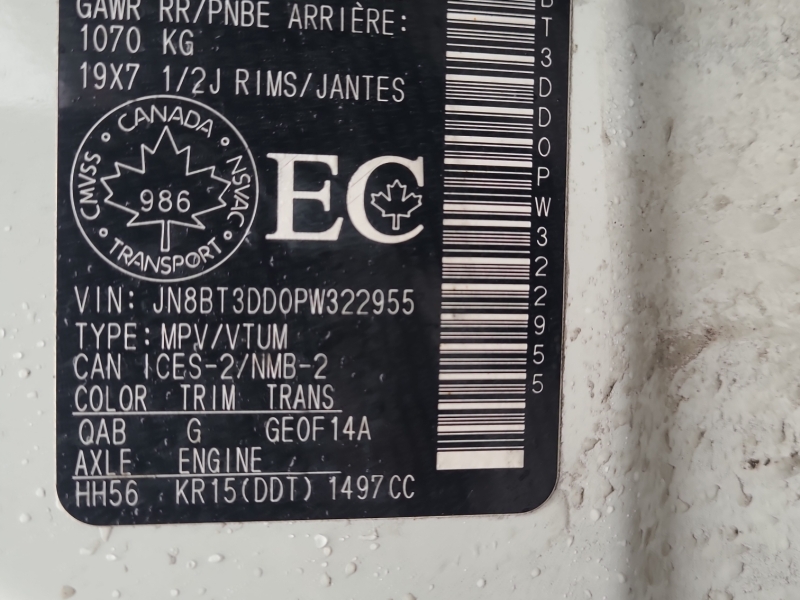 GAWR RR/PNBE ARRIÈRE:
1070 KG
19X7 1/2J RIMS/JANTES
CANADA
CMVSS
NSVAC
986
TRANSPORT
EC
VIN: JN8BT3DD0PW322955
TYPE: MPV/VTUM
CAN ICES-2/NMB-2
COLOR TRIM TRANS
QAB G GE0F14A
AXLE ENGINE
HH56 KR15(DDT) 1497CC
BT3DD0PW322955